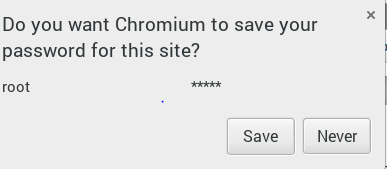 Do you want Chromium to save your
password for this site?
root *****
Save Never